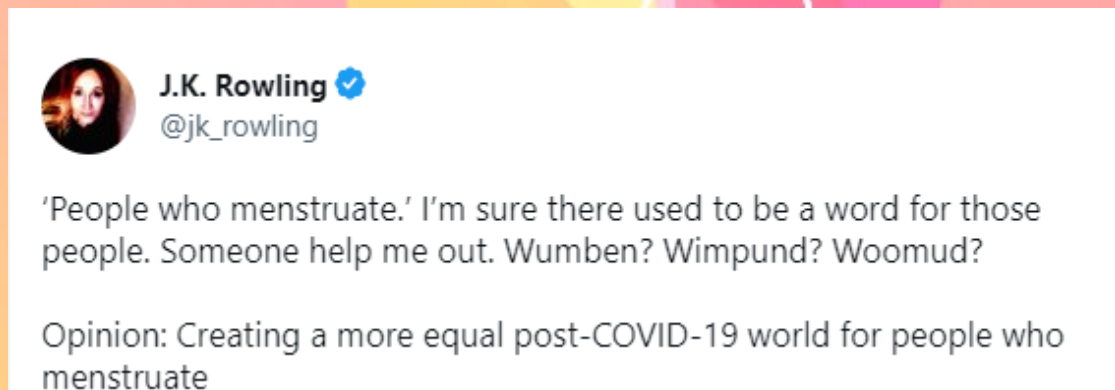 J.K. Rowling
@jk_rowling
‘People who menstruate.’ I’m sure there used to be a word for those
people. Someone help me out. Wumben? Wimpund? Woomud?
Opinion: Creating a more equal post-COVID-19 world for people who
menstruate